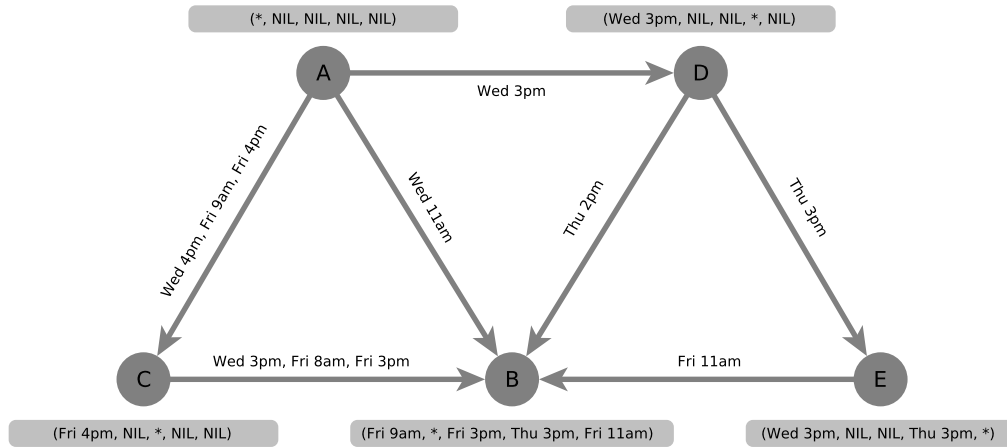 (*, NIL, NIL, NIL, NIL)
(Wed 3pm, NIL, NIL, *, NIL)
A
D
Wed 3pm
Wed 4pm, Fri 9am, Fri 4pm
Wed 11am
Thu 2pm
Thu 3pm
Wed 3pm, Fri 8am, Fri 3pm
Fri 11am
C
B
E
(Fri 4pm, NIL, *, NIL, NIL)
(Fri 9am, *, Fri 3pm, Thu 3pm, Fri 11am)
(Wed 3pm, NIL, NIL, Thu 3pm, *)